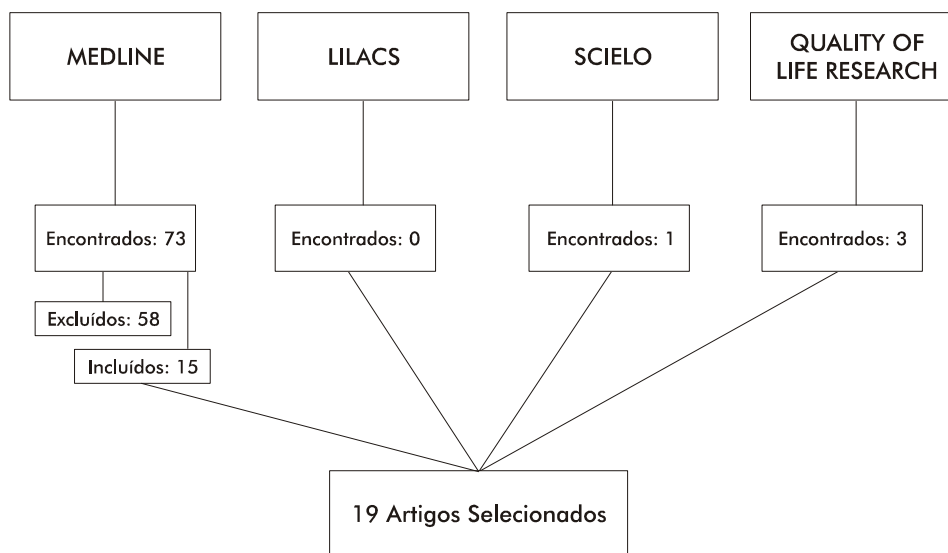 MEDLINE
LILACS
SCIELO
QUALITY OF
LIFE RESEARCH
Encontrados: 73
Encontrados: 0
Encontrados: 1
Encontrados: 3
Excluídos: 58
Incluídos: 15
19 Artigos Selecionados